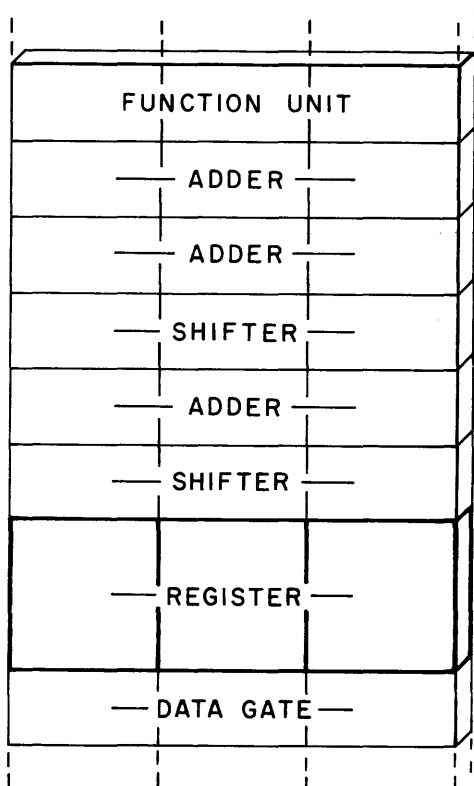 FUNCTION UNIT
ADDER
ADDER
SHIFTER
ADDER
SHIFTER
REGISTER
DATA GATE